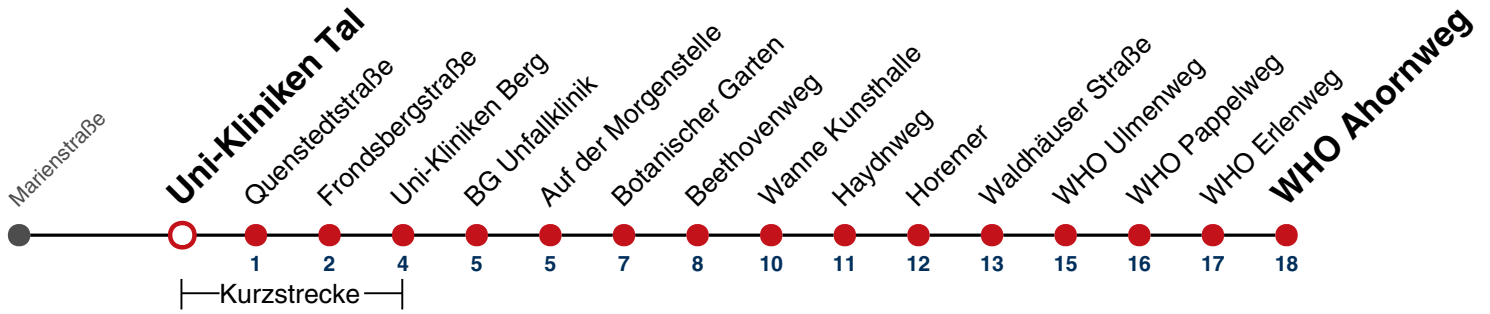 Marienstraße
Uni-Kliniken Tal
Quenstedtstraße
Frondsbergstraße
Uni-Kliniken Berg
BG Unfallklinik
Auf der Morgenstelle
Botanischer Garten
Beethovenweg
Wanne Kunsthalle
Haydnweg
Horemer
Waldhäuser Straße
WHO Ulmenweg
WHO Pappelweg
WHO Erlenweg
WHO Ahornweg
1 2 4 5 5 7 8 10 11 12 13 15 16 17 18
Kurzstrecke